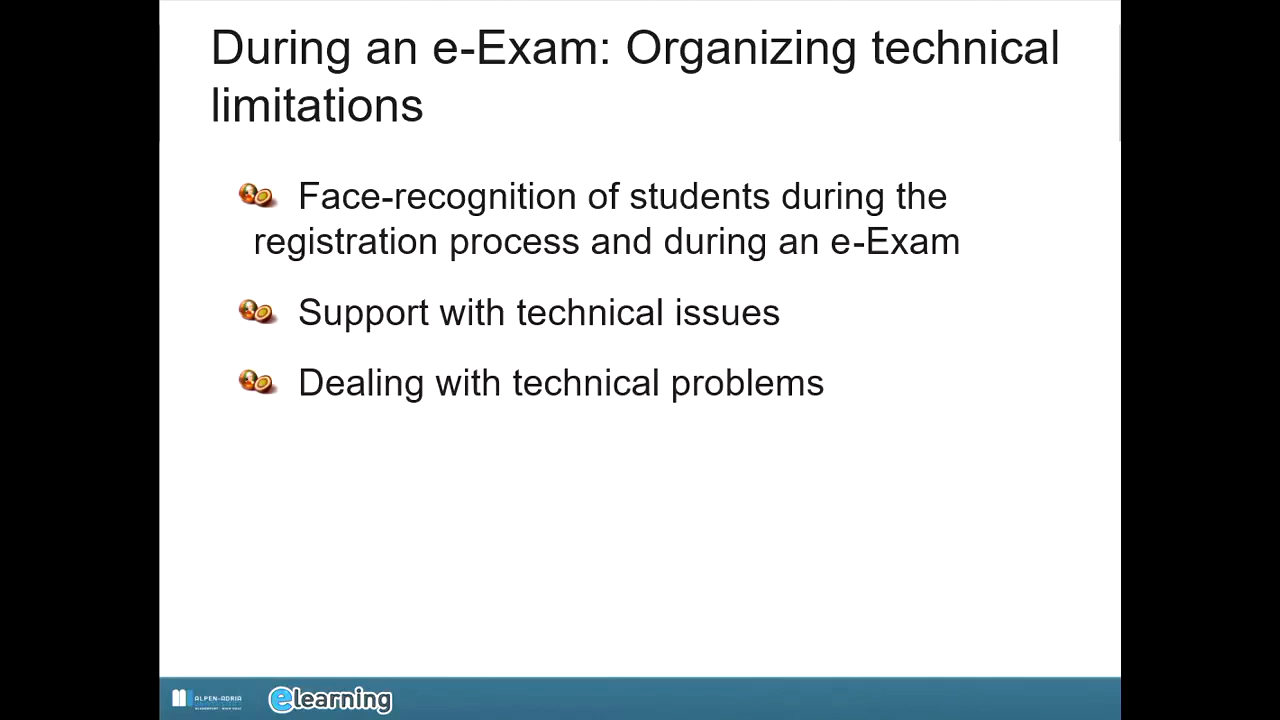 During an e-Exam: Organizing technical
limitations
Face-recognition of students during the
registration process and during an e-Exam
Support with technical issues
Dealing with technical problems
ALPEN-ADRIA
elearning